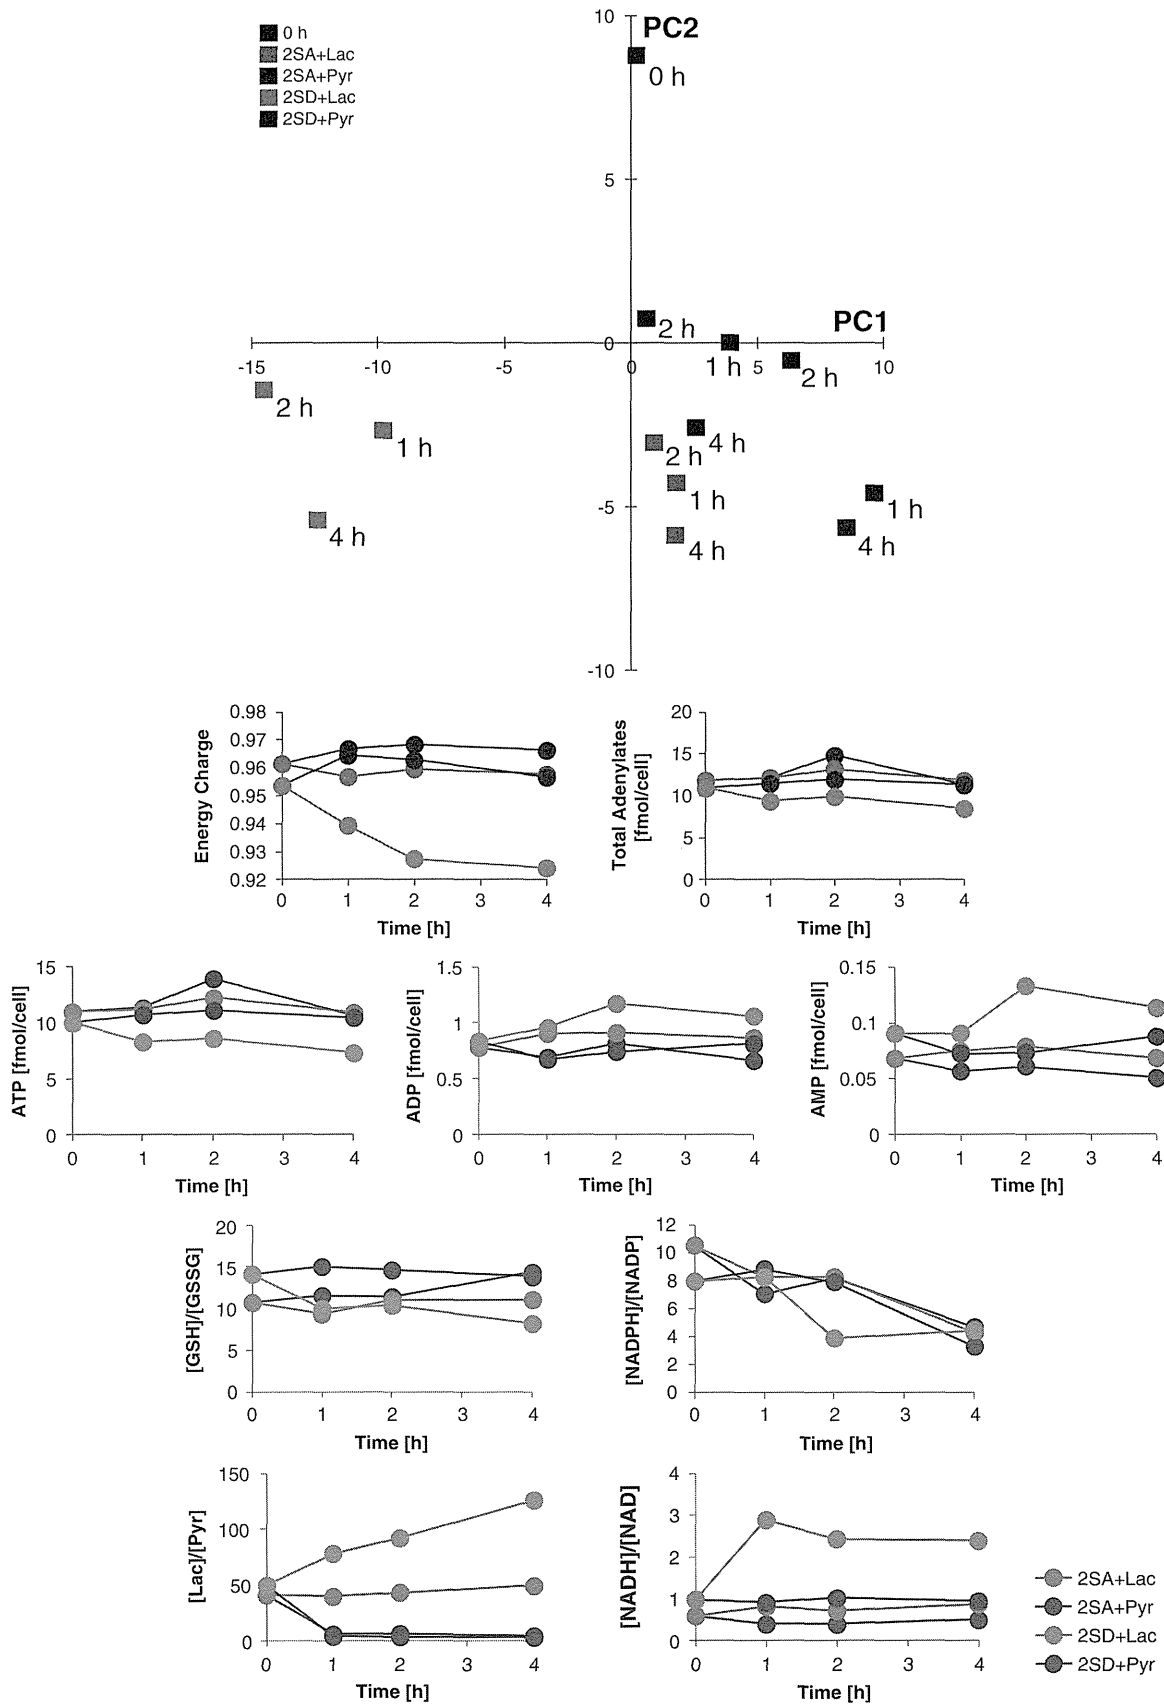 PC2
0 h
2SA+Lac
2SA+Pyr
2SD+Lac
2SD+Pyr
10
0 h
5
2 h
PC1
0
-15
-10
-5
0
1 h
2 h
10
2 h
1 h
4 h
2 h
4 h
1 h
1 h
-5
4 h
4 h
-10
Energy Charge
0.98
0.97
0.96
0.95
0.94
0.93
0.92
0 1 2 3 4
Time [h]
Total Adenylates
[fmol/cell]
20
15
10
5
0
0 1 2 3 4
Time [h]
ATP [fmol/cell]
15
10
5
0
0 1 2 3 4
Time [h]
ADP [fmol/cell]
1.5
1
0.5
0
0 1 2 3 4
Time [h]
AMP [fmol/cell]
0.15
0.1
0.05
0
0 1 2 3 4
Time [h]
[GSH]/[GSSG]
20
15
10
5
0
0 1 2 3 4
Time [h]
[NADPH]/[NADP]
12
10
8
6
4
2
0
0 1 2 3 4
Time [h]
[Lac]/[Pyr]
150
100
50
0
0 1 2 3 4
Time [h]
[NADH]/[NAD]
4
3
2
1
0
0 1 2 3 4
Time [h]
2SA+Lac
2SA+Pyr
2SD+Lac
2SD+Pyr